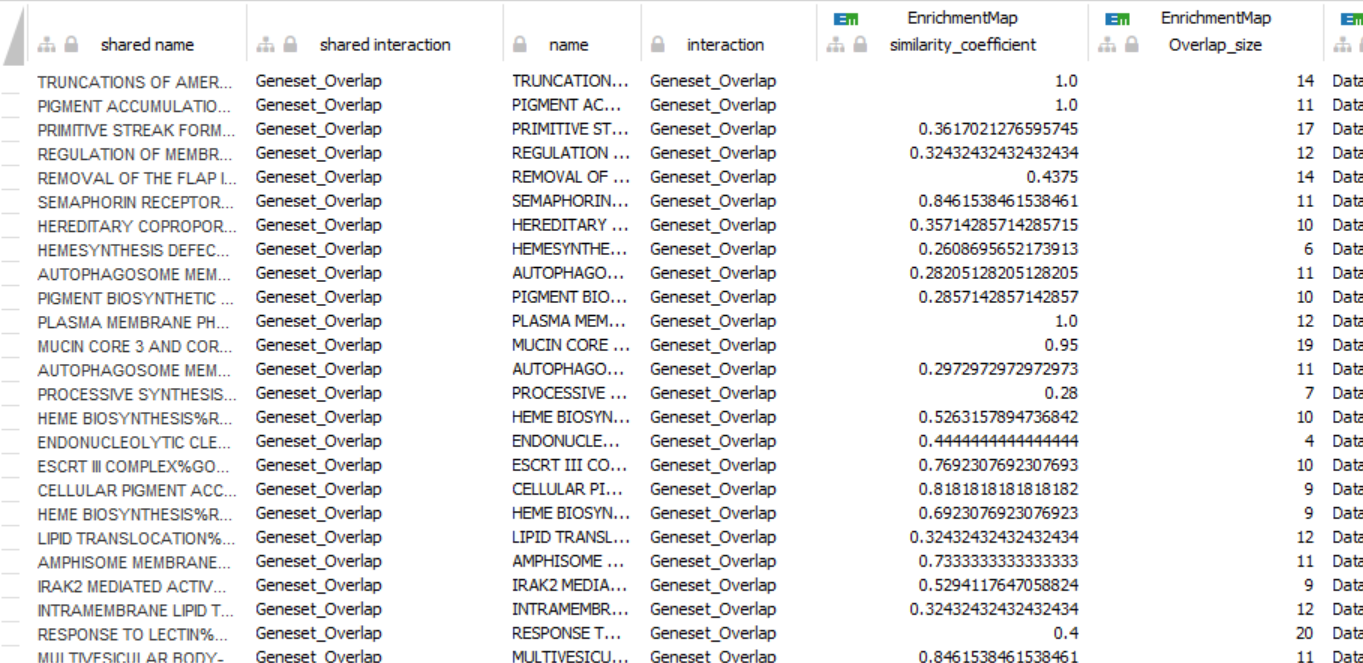 EM EnrichmentMap EM EnrichmentMap EM
shared name shared interaction name interaction similarity_coefficient Overlap_size
TRUNCATIONS OF AMER... Geneset_Overlap TRUNCATION... Geneset_Overlap 1.0 14 Data
PIGMENT ACCUMULATIO... Geneset_Overlap PIGMENT AC... Geneset_Overlap 1.0 11 Data
PRIMITIVE STREAK FORM... Geneset_Overlap PRIMITIVE ST... Geneset_Overlap 0.3617021276595745 17 Data
REGULATION OF MEMBR... Geneset_Overlap REGULATION ... Geneset_Overlap 0.32432432432432434 12 Data
REMOVAL OF THE FLAP I... Geneset_Overlap REMOVAL OF ... Geneset_Overlap 0.4375 14 Data
SEMAPHORIN RECEPTOR... Geneset_Overlap SEMAPHORIN... Geneset_Overlap 0.8461538461538461 11 Data
HEREDITARY COPROPOR... Geneset_Overlap HEREDITARY ... Geneset_Overlap 0.35714285714285715 10 Data
HEMESYNTHESIS DEFEC... Geneset_Overlap HEMESYNTHE... Geneset_Overlap 0.2608695652173913 6 Data
AUTOPHAGOSOME MEM... Geneset_Overlap AUTOPHAGO... Geneset_Overlap 0.28205128205128205 11 Data
PIGMENT BIOSYNTHETIC ... Geneset_Overlap PIGMENT BIO... Geneset_Overlap 0.2857142857142857 10 Data
PLASMA MEMBRANE PH... Geneset_Overlap PLASMA MEM... Geneset_Overlap 1.0 12 Data
MUCIN CORE 3 AND COR... Geneset_Overlap MUCIN CORE ... Geneset_Overlap 0.95 19 Data
AUTOPHAGOSOME MEM... Geneset_Overlap AUTOPHAGO... Geneset_Overlap 0.2972972972972973 11 Data
PROCESSIVE SYNTHESIS... Geneset_Overlap PROCESSIVE ... Geneset_Overlap 0.28 7 Data
HEME BIOSYNTHESIS%R... Geneset_Overlap HEME BIOSYN... Geneset_Overlap 0.5263157894736842 10 Data
ENDONUCLEOLYTIC CLE... Geneset_Overlap ENDONUCLE... Geneset_Overlap 0.4444444444444444 4 Data
ESCRT III COMPLEX%GO... Geneset_Overlap ESCRT III CO... Geneset_Overlap 0.7692307692307693 10 Data
CELLULAR PIGMENT ACC... Geneset_Overlap CELLULAR PI... Geneset_Overlap 0.8181818181818182 9 Data
HEME BIOSYNTHESIS%R... Geneset_Overlap HEME BIOSYN... Geneset_Overlap 0.6923076923076923 9 Data
LIPID TRANSLOCATION%... Geneset_Overlap LIPID TRANSL... Geneset_Overlap 0.32432432432432434 12 Data
AMPHISOME MEMBRANE... Geneset_Overlap AMPHISOME ... Geneset_Overlap 0.7333333333333333 11 Data
IRAK2 MEDIATED ACTIV... Geneset_Overlap IRAK2 MEDIA... Geneset_Overlap 0.5294117647058824 9 Data
INTRAMEMBRANE LIPID T... Geneset_Overlap INTRAMEMBR... Geneset_Overlap 0.32432432432432434 12 Data
RESPONSE TO LECTIN%... Geneset_Overlap RESPONSE T... Geneset_Overlap 0.4 20 Data
MULTIVESICULAR BODY- Geneset_Overlap MULTIVESICU... Geneset_Overlap 0.8461538461538461 11 Data